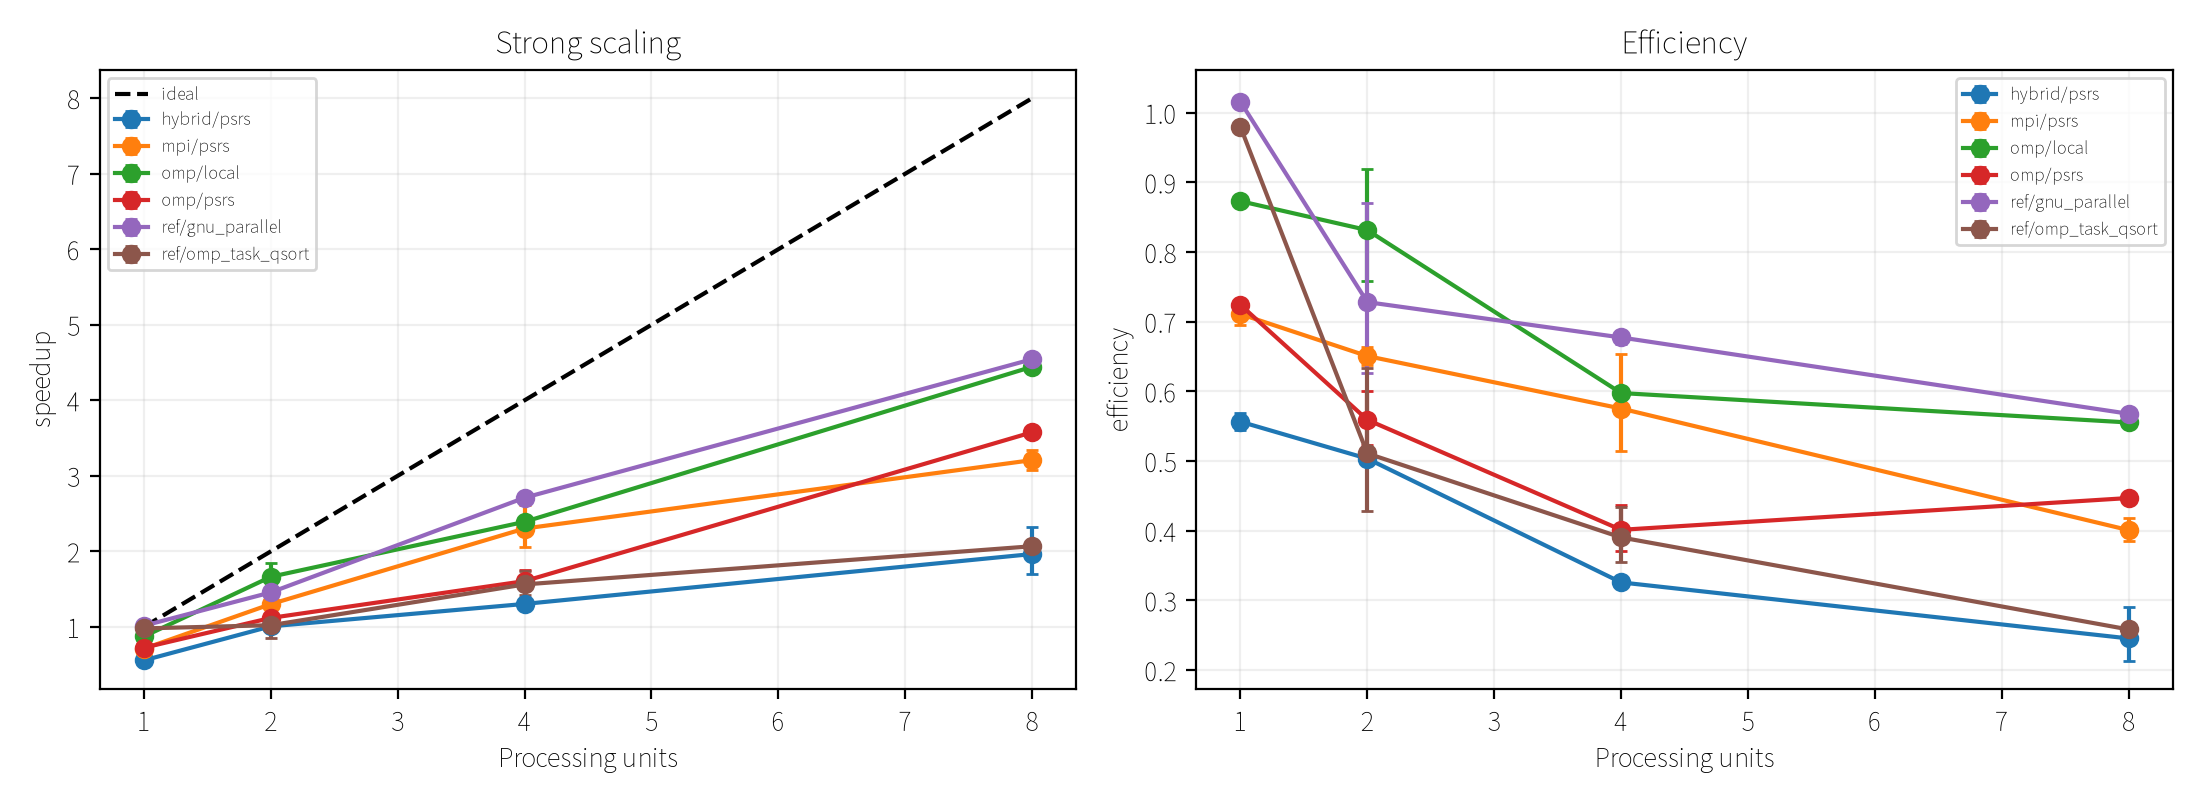 Strong scaling
ideal
hybrid/psrs
mpi/psrs
omp/local
omp/psrs
ref/gnu_parallel
ref/omp_task_qsort
8
7
6
5
4
3
2
1
speedup
1 2 3 4 5 6 7 8
Processing units
Efficiency
hybrid/psrs
mpi/psrs
omp/local
omp/psrs
ref/gnu_parallel
ref/omp_task_qsort
1.0
0.9
0.8
0.7
0.6
0.5
0.4
0.3
0.2
efficiency
1 2 3 4 5 6 7 8
Processing units